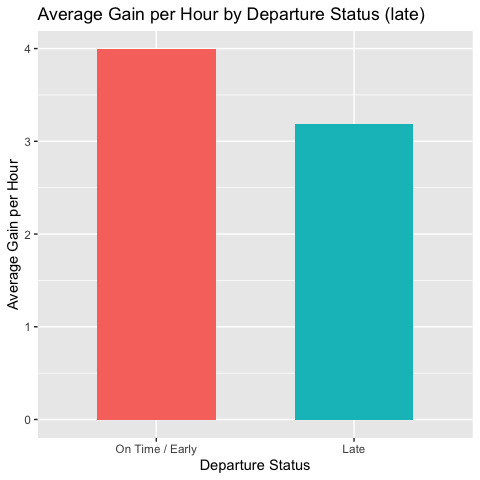 Average Gain per Hour by Departure Status (late)
Average Gain per Hour
4
3
2
1
0
On Time / Early
Late
Departure Status